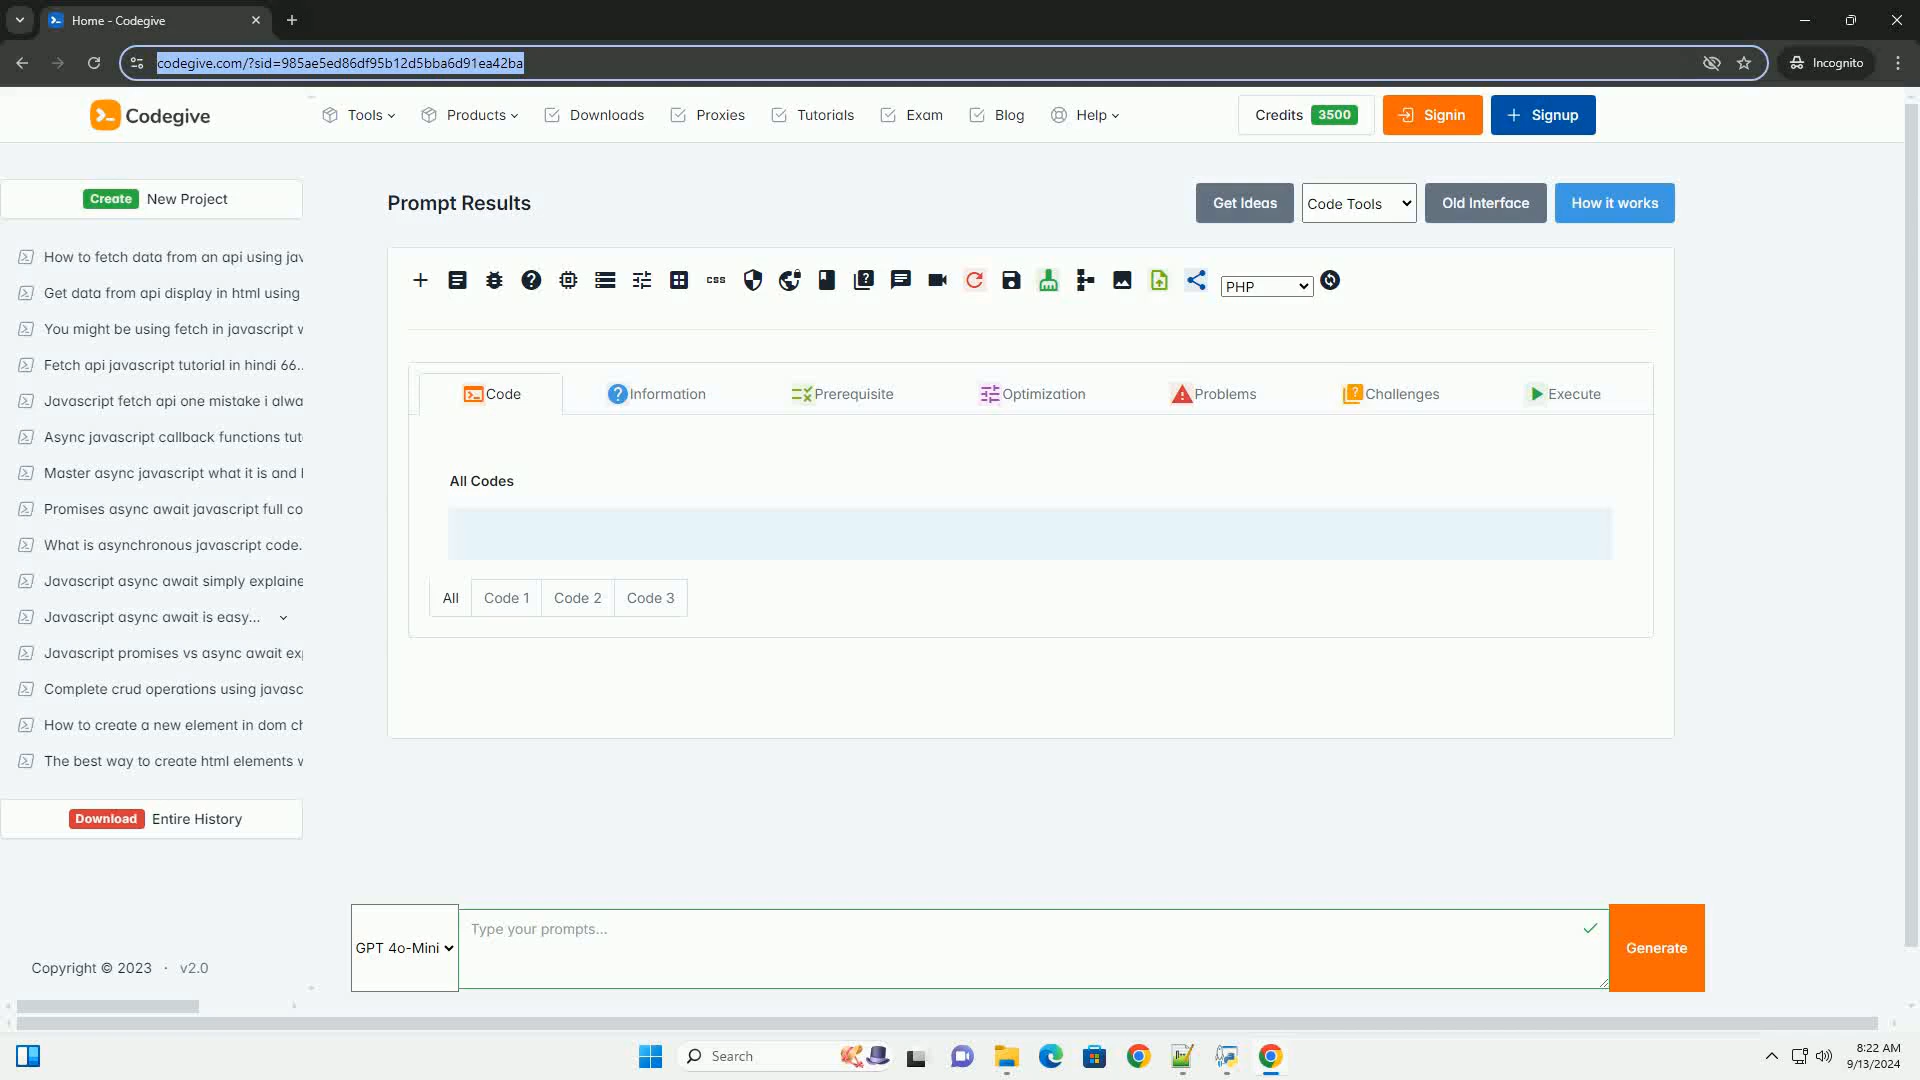 Home - Codegive
codegive.com/?sid=985ae5ed86df95b12d5bba6d91ea42ba
Incognito
Codegive
Tools
Products
Downloads
Proxies
Tutorials
Exam
Blog
Help
Credits 3500
Signin
Signup
Create New Project
Prompt Results
Get Ideas
Code Tools
Old Interface
How it works
How to fetch data from an api using jav
Get data from api display in html using
You might be using fetch in javascript w
Fetch api javascript tutorial in hindi 66...
Javascript fetch api one mistake i alwa
Async javascript callback functions tut
Master async javascript what it is and
Promises async await javascript full co
What is asynchronous javascript code.
Javascript async await simply explaine
Javascript async await is easy...
Javascript promises vs async await ex
Complete crud operations using javasc
How to create a new element in dom ch
The best way to create html elements w
Download Entire History
css
PHP
Code
Information
Prerequisite
Optimization
Problems
Challenges
Execute
All Codes
All
Code 1
Code 2
Code 3
GPT 4o-Mini
Type your prompts...
Generate
Copyright © 2023 · v2.0
Search
8:22 AM
9/13/2024